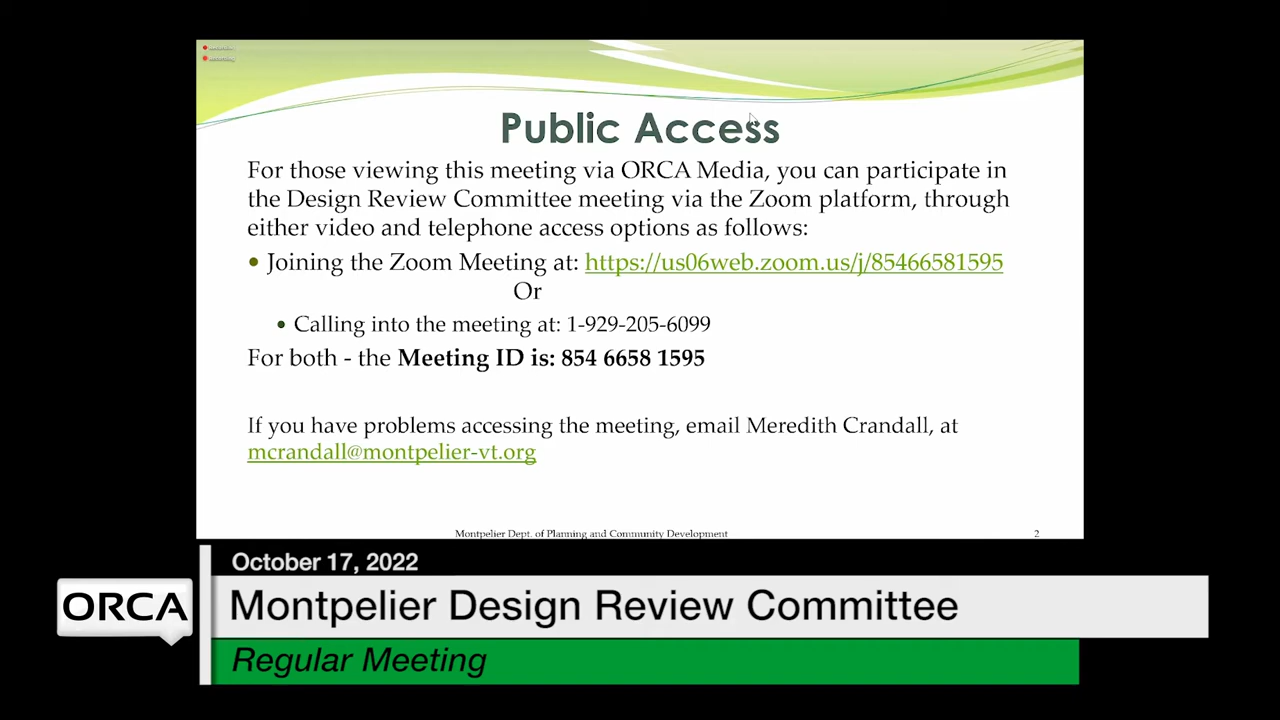 Public Access
For those viewing this meeting via ORCA Media, you can participate in
the Design Review Committee meeting via the Zoom platform, through
either video and telephone access options as follows:
• Joining the Zoom Meeting at: https://us06web.zoom.us/j/85466581595
Or
• Calling into the meeting at: 1-929-205-6099
For both - the Meeting ID is: 854 6658 1595
If you have problems accessing the meeting, email Meredith Crandall, at
mcrandall@montpelier-vt.org
Montpelier Dept. of Planning and Community Development 2
October 17, 2022
ORCA Montpelier Design Review Committee
Regular Meeting